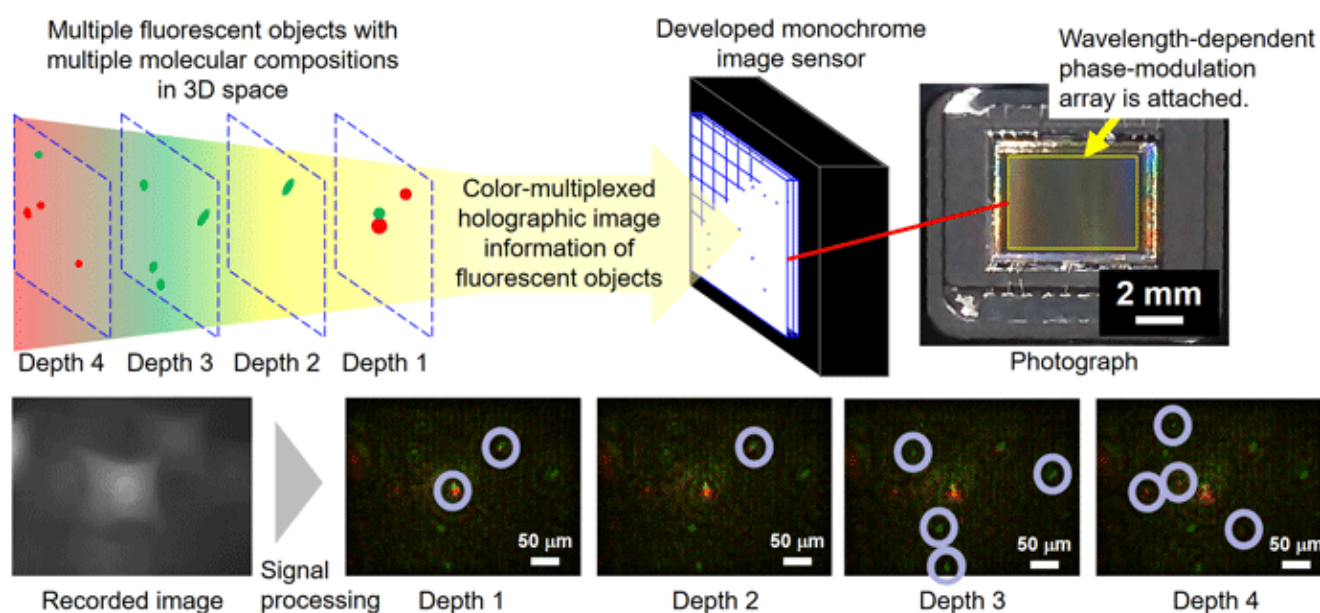 Multiple fluorescent objects with
multiple molecular compositions
in 3D space
Developed monochrome
image sensor
Wavelength-dependent
phase-modulation
array is attached.
Color-multiplexed
holographic image
information of
fluorescent objects
2 mm
Depth 4
Depth 3
Depth 2
Depth 1
Photograph
50 μm
50 μm
50 μm
50 μm
Recorded image
Signal
processing
Depth 1
Depth 2
Depth 3
Depth 4